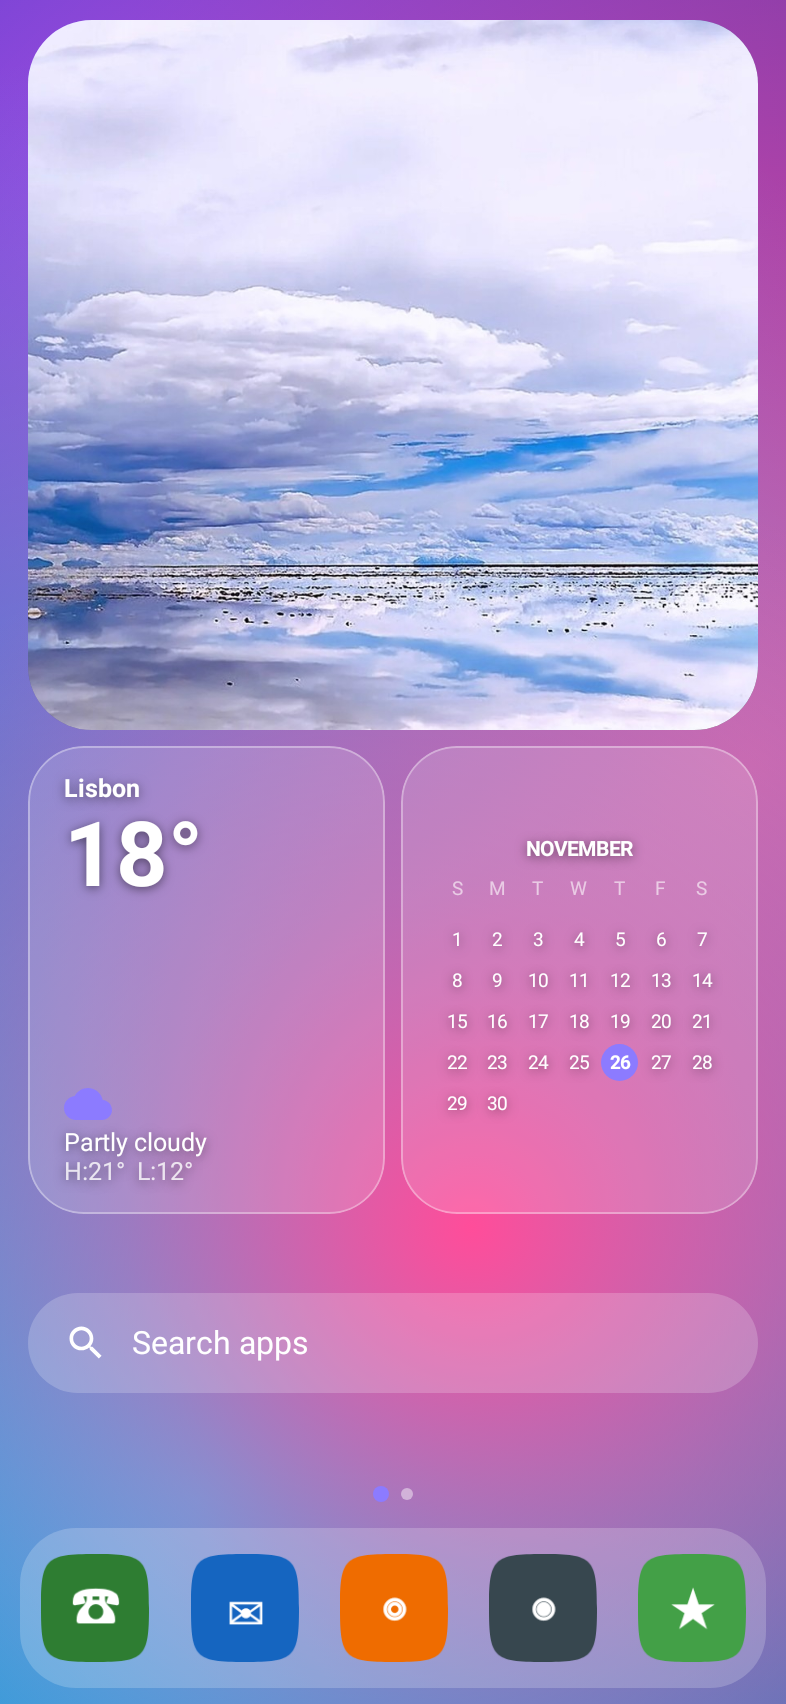 Lisbon
18°
Partly cloudy
H:21° L:12°
NOVEMBER
S M T W T F S
1 2 3 4 5 6 7
8 9 10 11 12 13 14
15 16 17 18 19 20 21
22 23 24 25 26 27 28
29 30
Search apps